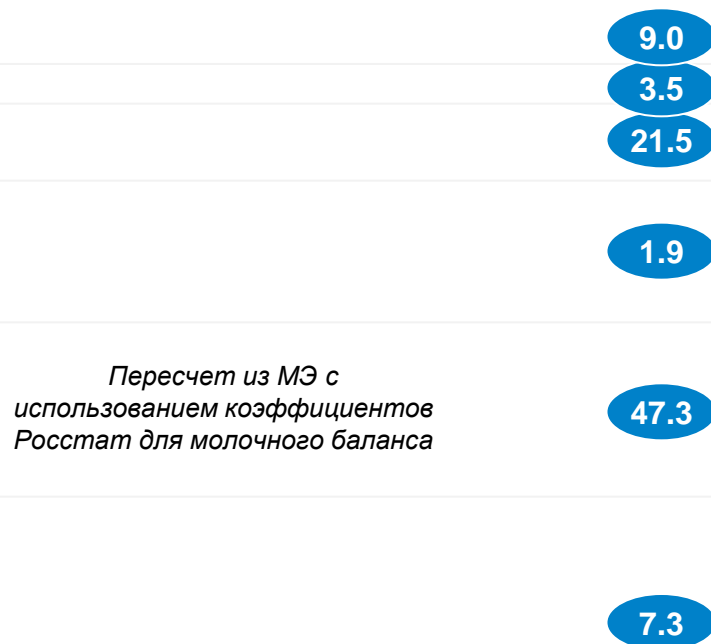 9.0
3.5
21.5
1.9
Пересчет из МЭ с
использованием коэффициентов
Росстат для молочного баланса
47.3
7.3